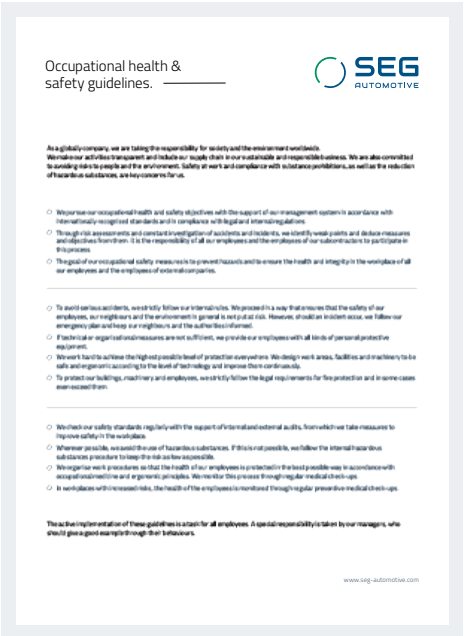 Occupational health &
safety guidelines.
SEG
AUTOMOTIVE
As a globally company, we are taking the responsibility for society and the environment worldwide.
We make our activities transparent and include our supply chain in our sustainable and responsible business. We are also committed
to avoiding risks to people and the environment. Safety at work and compliance with substance prohibitions, as well as the reduction
of hazardous substances, are key concerns for us.
We pursue our occupational health and safety objectives with the support of our management system in accordance with
internationally recognized standards and in compliance with legal and internal regulations.
Through risk assessments and constant investigation of accidents and incidents, we identify weak points and deduce measures
and objectives from them. It is the responsibility of all our employees and the employees of our subcontractors to participate in
this process.
The goal of our occupational safety measures is to prevent hazards and to ensure the health and integrity in the workplace of all
our employees and the employees of external companies.
To avoid serious accidents, we strictly follow our internal rules. We proceed in a way that ensures that the safety of our
employees, our neighbours and the environment in general is not put at risk. However, should an incident occur, we follow our
emergency plan and keep our neighbours and the authorities informed.
If technical or organisational measures are not sufficient, we provide our employees with all kinds of personal protective
equipment.
We work hard to achieve the highest possible level of protection everywhere. We design work areas, facilities and machinery to be
safe and ergonomic according to the level of technology and improve them continuously.
To protect our buildings, machinery and employees, we strictly follow the legal requirements for fire protection and in some cases
even exceed them.
We check our safety standards regularly with the support of internal and external audits, from which we take measures to
improve safety in the workplace.
Wherever possible, we avoid the use of hazardous substances. If this is not possible, we follow the internal hazardous
substances procedure to keep the risk as low as possible.
We organise work procedures so that the health of our employees is protected in the best possible way in accordance with
occupational medicine and ergonomic principles. We monitor this process through regular medical check-ups.
In workplaces with increased risks, the health of the employees is monitored through regular preventive medical check-ups.
The active implementation of these guidelines is a task for all employees. A special responsibility is taken by our managers, who
should give a good example through their behaviours.
www.seg-automotive.com